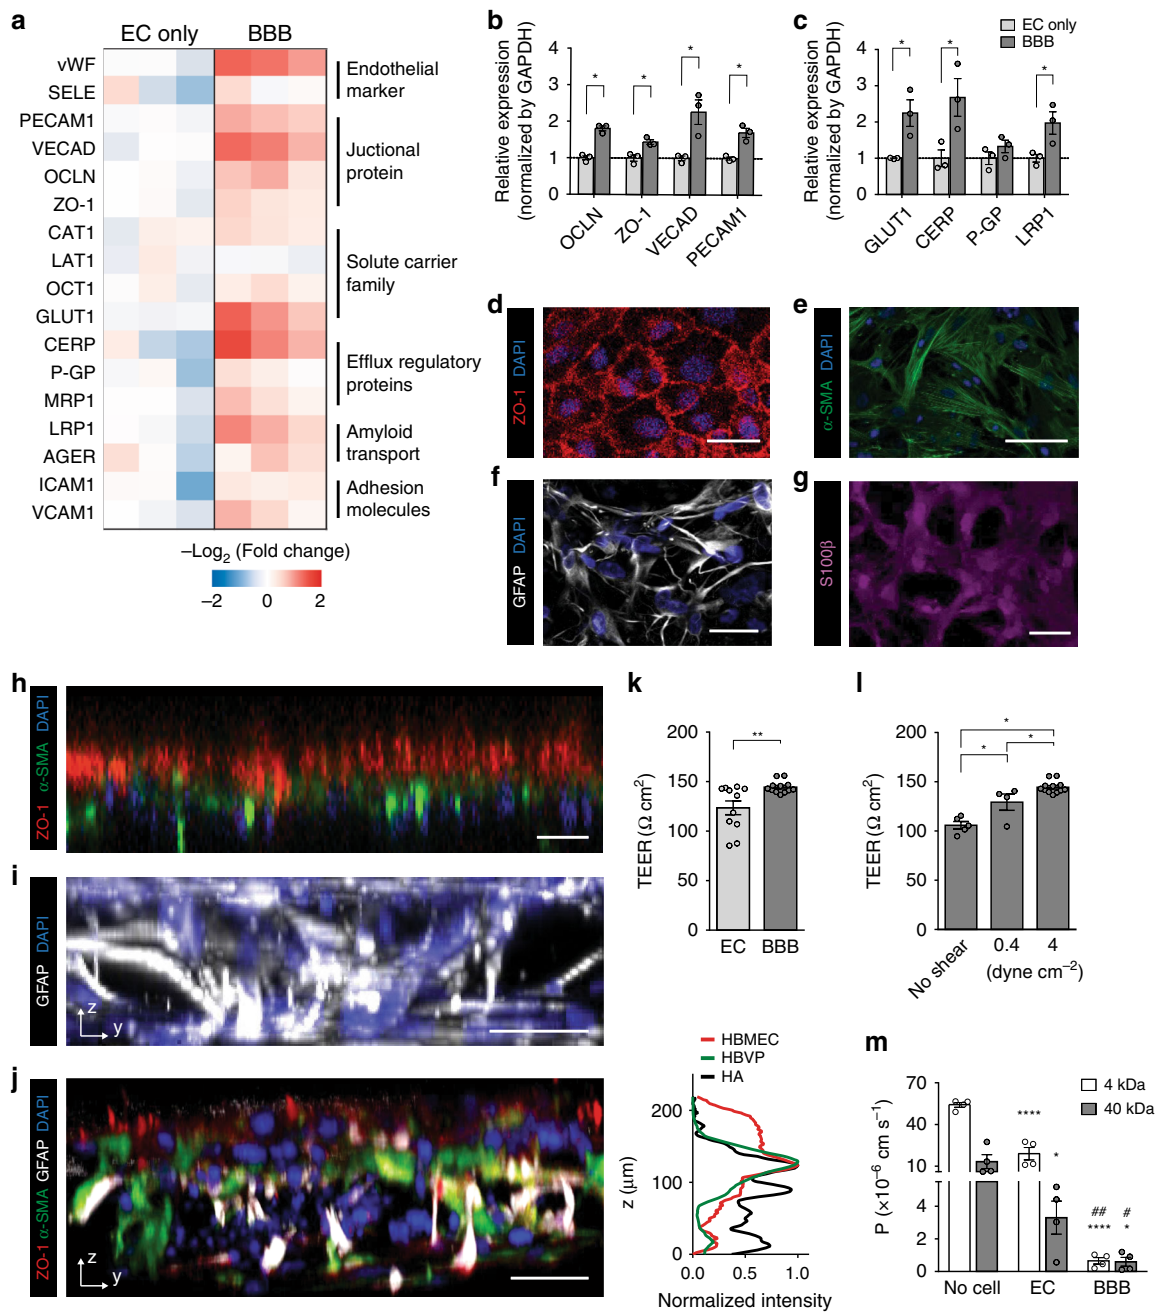 a
EC only BBB
vWF
SELE
PECAM1
VECAD
OCLN
ZO-1
CAT1
LAT1
OCT1
GLUT1
CERP
P-GP
MRP1
LRP1
AGER
ICAM1
VCAM1
Endothelial
marker
Juctional
protein
Solute carrier
family
Efflux regulatory
proteins
Amyloid
transport
Adhesion
molecules
–Log2 (Fold change)
–2 0 2
b
Relative expression
(normalized by GAPDH)
4
3
2
1
0
* * * *
OCLN ZO-1 VECAD PECAM1
c
EC only
BBB
Relative expression
(normalized by GAPDH)
4
3
2
1
0
* * *
GLUT1 CERP P-GP LRP1
d
ZO-1 DAPI
e
α-SMA DAPI
f
GFAP DAPI
g
S100β
h
ZO-1 α-SMA DAPI
i
GFAP DAPI
z
y
j
ZO-1 α-SMA GFAP DAPI
z
y
HBMEC
HBVP
HA
z (μm)
200
100
0
0 0.5 1.0
Normalized intensity
k
TEER (Ω cm2)
200
150
100
50
0
**
EC BBB
l
TEER (Ω cm2)
200
150
100
50
0
*
* *
No shear 0.4 4
(dyne cm–2)
m
4 kDa
40 kDa
P (×10–6 cm s–1)
70
40
10
4
2
0
****
*
## #
**** *
No cell EC BBB